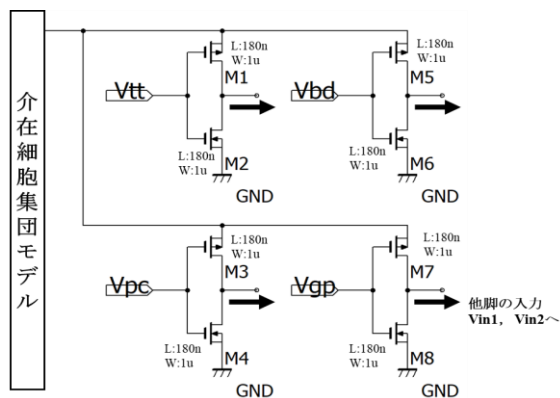 介在細胞集団モデル
L:180n
W:1u
M1
Vtt
L:180n
W:1u
M2
GND
L:180n
W:1u
M5
Vbd
L:180n
W:1u
M6
GND
L:180n
W:1u
M3
Vpc
L:180n
W:1u
M4
GND
L:180n
W:1u
M7
Vgp
L:180n
W:1u
M8
GND
他脚の入力
Vin1, Vin2へ